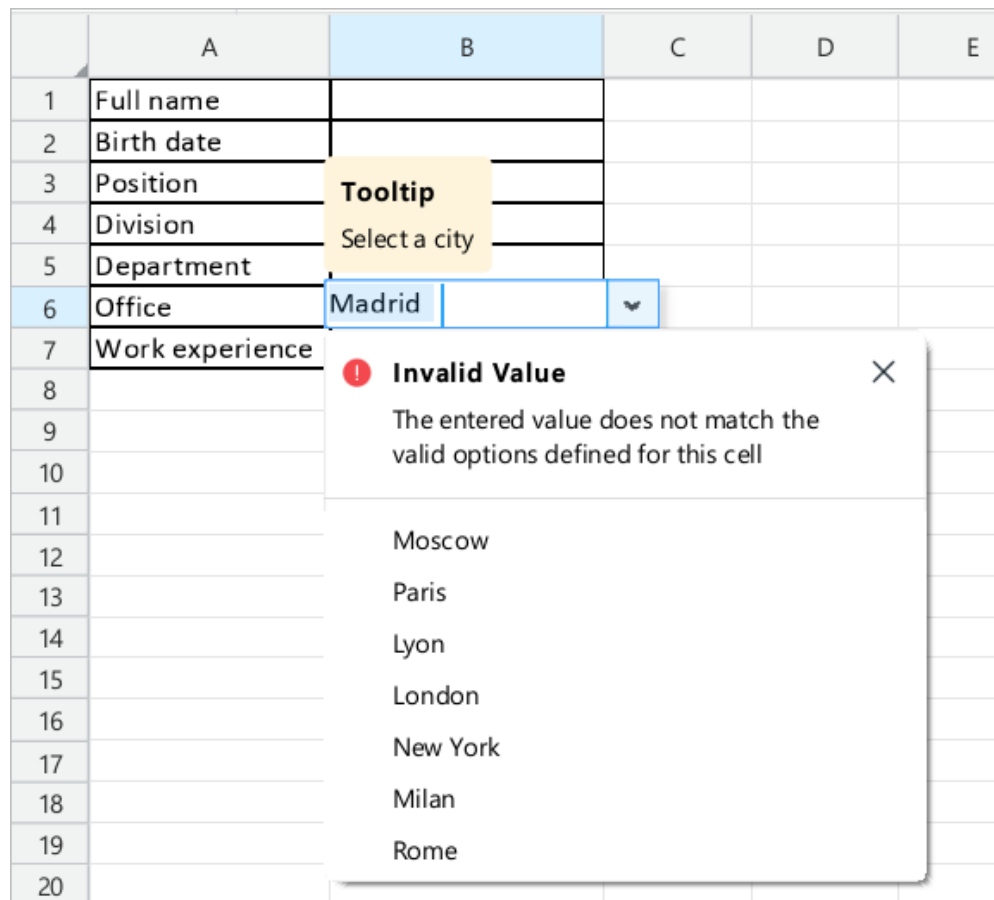 A B C D E
1 Full name
2 Birth date
3 Position
Tooltip
4 Division
Select a city
5 Department
6 Office Madrid
7 Work experience
Invalid Value
8
The entered value does not match the
9
valid options defined for this cell
10
11
Moscow
12
Paris
13
14
Lyon
15
London
16
New York
17
Milan
18
19
Rome
20